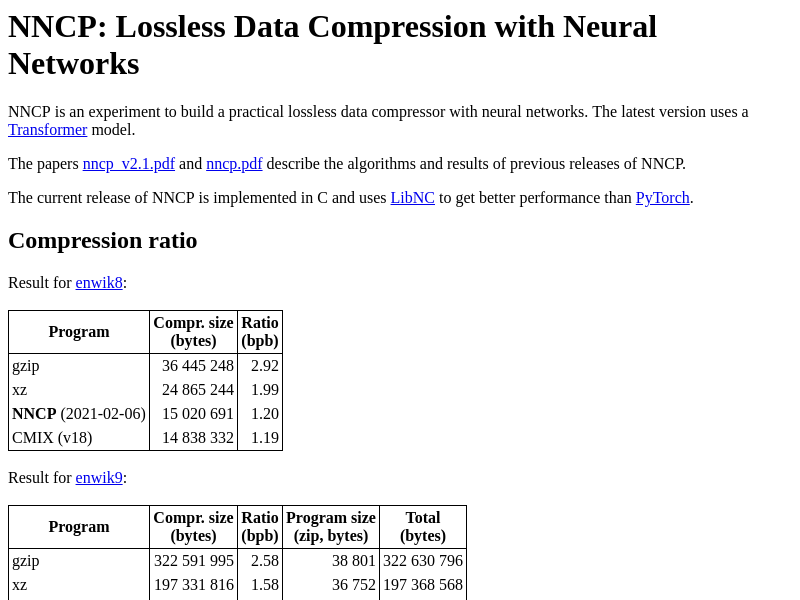 NNCP: Lossless Data Compression with Neural
Networks
NNCP is an experiment to build a practical lossless data compressor with neural networks. The latest version uses a
Transformer model.
The papers nncp_v2.1.pdf and nncp.pdf describe the algorithms and results of previous releases of NNCP.
The current release of NNCP is implemented in C and uses LibNC to get better performance than PyTorch.
Compression ratio
Result for enwik8:
Program Compr. size (bytes) Ratio (bpb)
gzip 36 445 248 2.92
xz 24 865 244 1.99
NNCP (2021-02-06) 15 020 691 1.20
CMIX (v18) 14 838 332 1.19
Result for enwik9:
Program Compr. size (bytes) Ratio (bpb) Program size (zip, bytes) Total (bytes)
gzip 322 591 995 2.58 38 801 322 630 796
xz 197 331 816 1.58 36 752 197 368 568